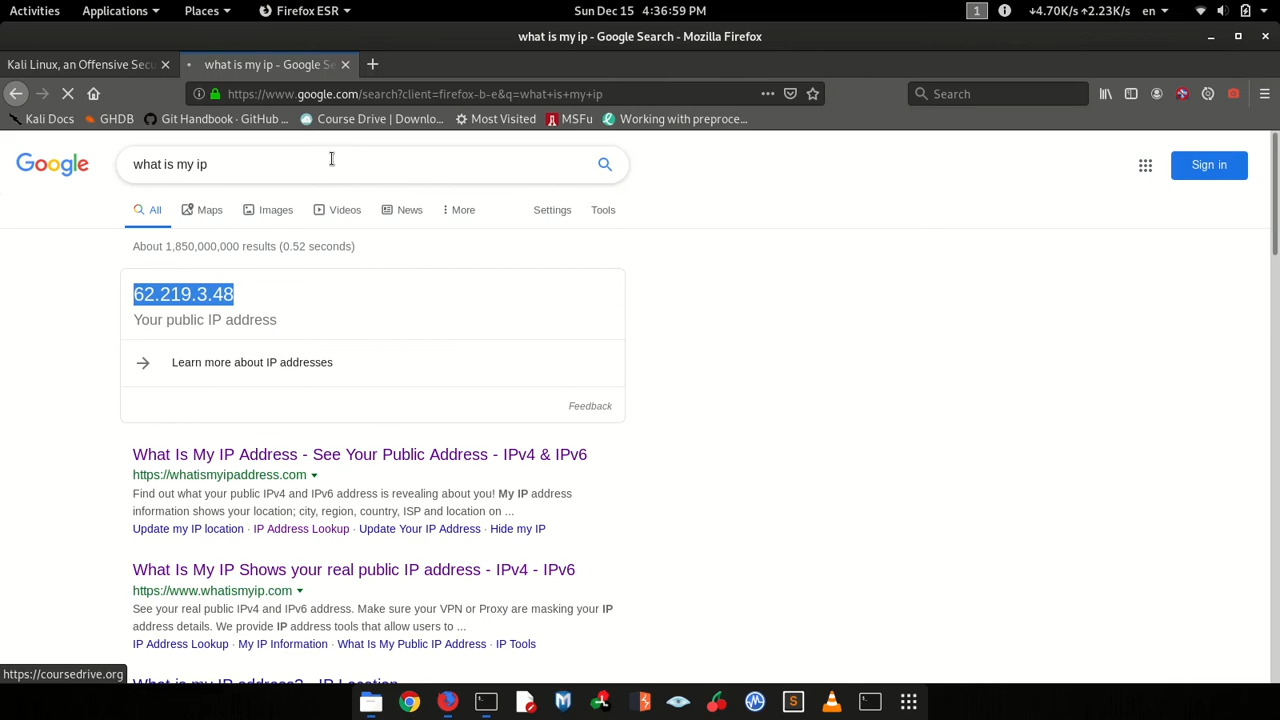 Activities Applications Places Firefox ESR Sun Dec 15 4:36:59 PM 1 4.70K/s 2.23K/s en
what is my ip - Google Search - Mozilla Firefox
Kali Linux, an Offensive Secu what is my ip - Google Se
https://www.google.com/search?client=firefox-b-e&q=what+is+my+ip Search
Kali Docs GHDB Git Handbook · GitHub ... Course Drive | Downlo... Most Visited MSFu Working with preproce...
Google what is my ip Sign in
All Maps Images Videos News More Settings Tools
About 1,850,000,000 results (0.52 seconds)
62.219.3.48
Your public IP address
Learn more about IP addresses
Feedback
What Is My IP Address - See Your Public Address - IPv4 & IPv6
https://whatismyipaddress.com
Find out what your public IPv4 and IPv6 address is revealing about you! My IP address
information shows your location; city, region, country, ISP and location on ...
Update my IP location · IP Address Lookup · Update Your IP Address · Hide my IP
What Is My IP Shows your real public IP address - IPv4 - IPv6
https://www.whatismyip.com
See your real public IPv4 and IPv6 address. Make sure your VPN or Proxy are masking your IP
address details. We provide IP address tools that allow users to ...
IP Address Lookup · My IP Information · What Is My Public IP Address · IP Tools
https://coursedrive.org
What is my IP address? - IP Location